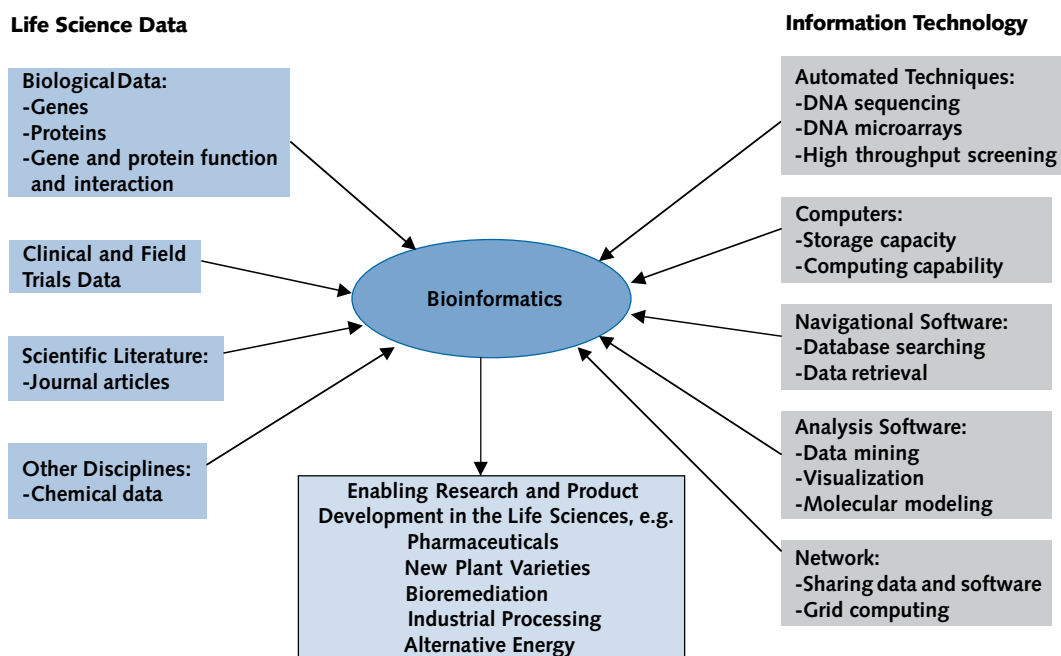 Life Science Data
Biological Data:
-Genes
-Proteins
-Gene and protein function
and interaction
Clinical and Field
Trials Data
Scientific Literature:
-Journal articles
Other Disciplines:
-Chemical data
Bioinformatics
Enabling Research and Product
Development in the Life Sciences, e.g.
Pharmaceuticals
New Plant Varieties
Bioremediation
Industrial Processing
Alternative Energy
Information Technology
Automated Techniques:
-DNA sequencing
-DNA microarrays
-High throughput screening
Computers:
-Storage capacity
-Computing capability
Navigational Software:
-Database searching
-Data retrieval
Analysis Software:
-Data mining
-Visualization
-Molecular modeling
Network:
-Sharing data and software
-Grid computing